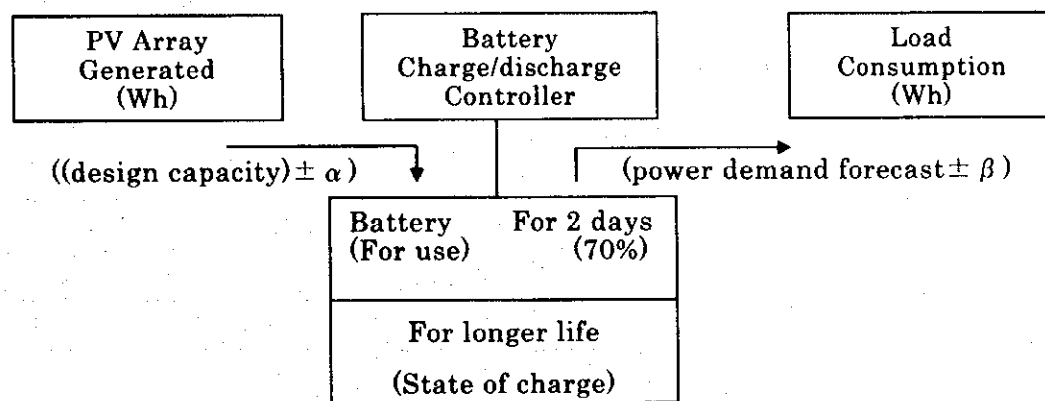 PV Array
Generated
(Wh)
Battery
Charge/discharge
Controller
Load
Consumption
(Wh)
((design capacity) ± α)
(power demand forecast ± β)
Battery For 2 days
(For use) (70%)
For longer life
(State of charge)